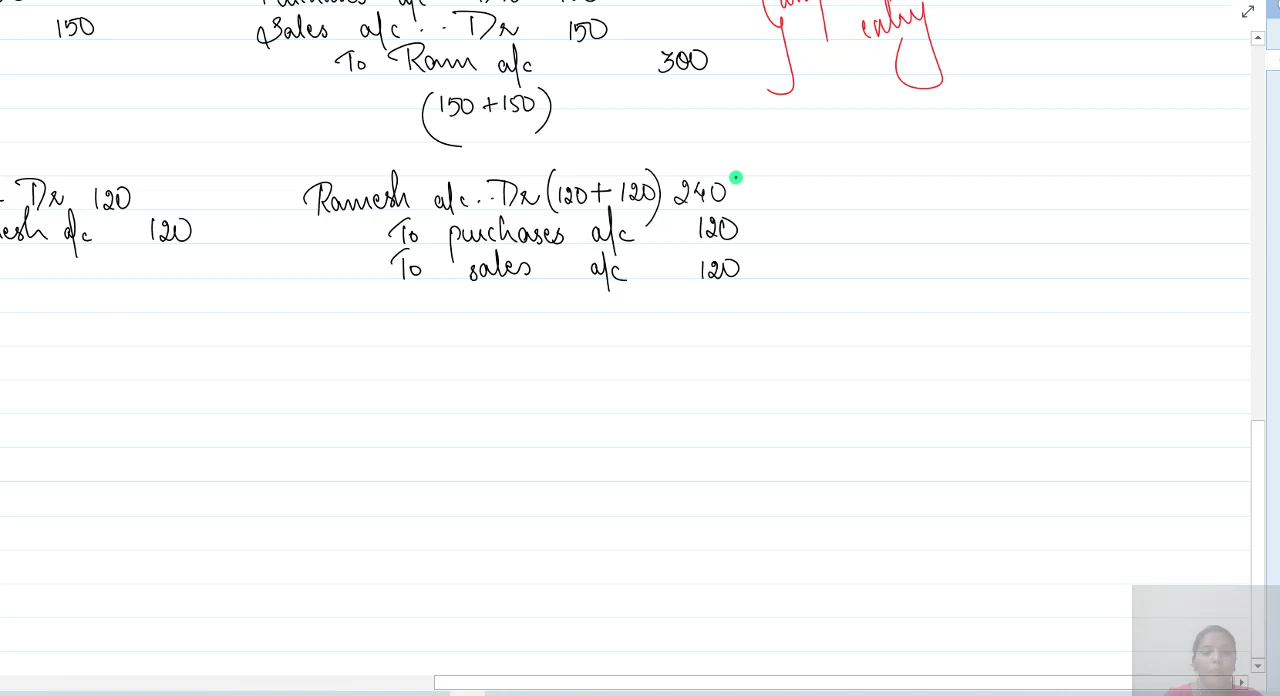 150 Sales a/c.. Dr 150 entry
To Ram a/c 300
(150 + 150)
Dr 120 Ramesh a/c.. Dr (120 + 120) 240
a/c 120 To purchases a/c 120
To sales a/c 120